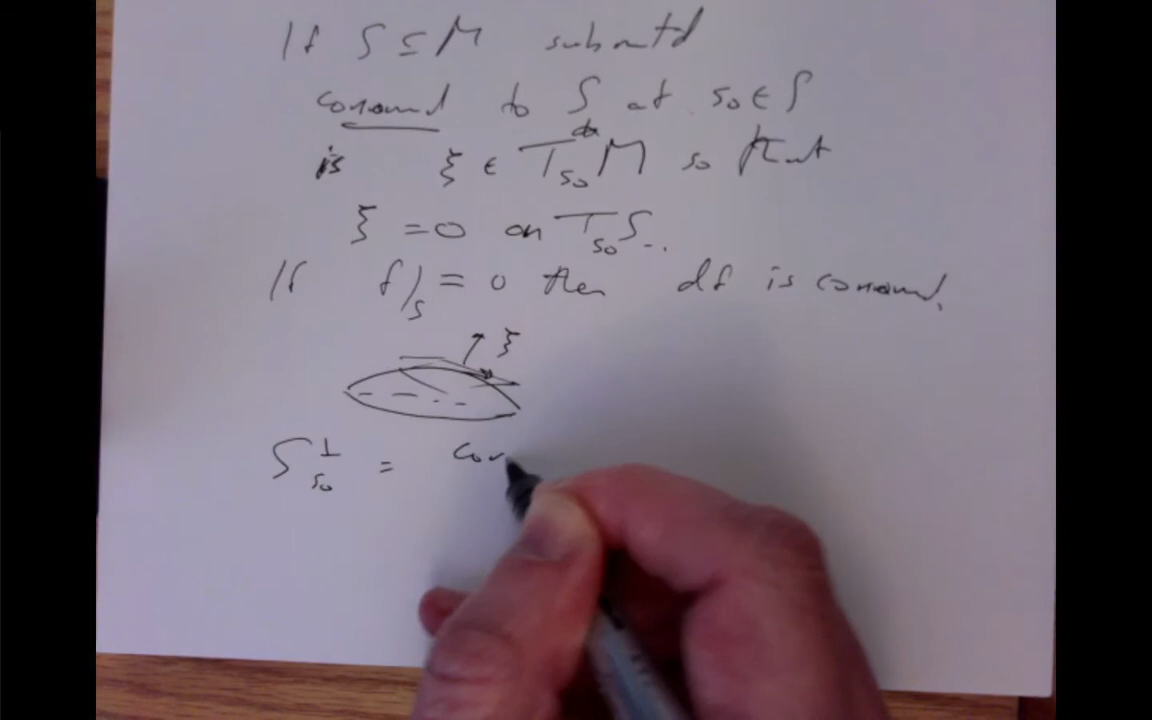 If S ⊆ M submfd
conormal to S at s₀ ∈ S
is ξ ∈ T*ₛ₀M so that
ξ = 0 on Tₛ₀S..
If f|ₛ = 0 then df is conormal.
ξ
S⊥ₛ₀ = con